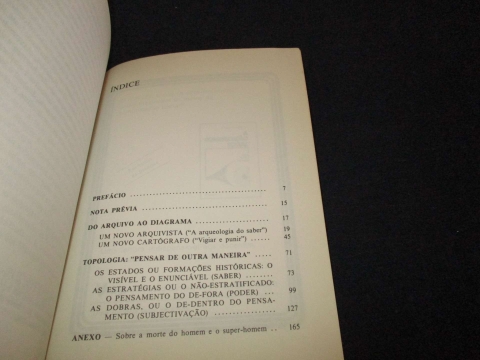 ÍNDICE
PREFÁCIO ........ 7
NOTA PRÉVIA ........ 15
DO ARQUIVO AO DIAGRAMA ........ 17
UM NOVO ARQUIVISTA ("A arqueologia do saber") 19
UM NOVO CARTÓGRAFO ("Vigiar e punir") ..... 45
TOPOLOGIA: "PENSAR DE OUTRA MANEIRA" ..... 71
OS ESTADOS OU FORMAÇÕES HISTÓRICAS: O
VISÍVEL E O ENUNCIÁVEL (SABER) ........ 73
AS ESTRATÉGIAS OU O NÃO-ESTRATIFICADO:
O PENSAMENTO DO DE-FORA (PODER) ... 99
AS DOBRAS, OU O DE-DENTRO DO PENSA-
MENTO (SUBJECTIVAÇÃO) ........ 127
ANEXO — Sobre a morte do homem e o super-homem .. 165